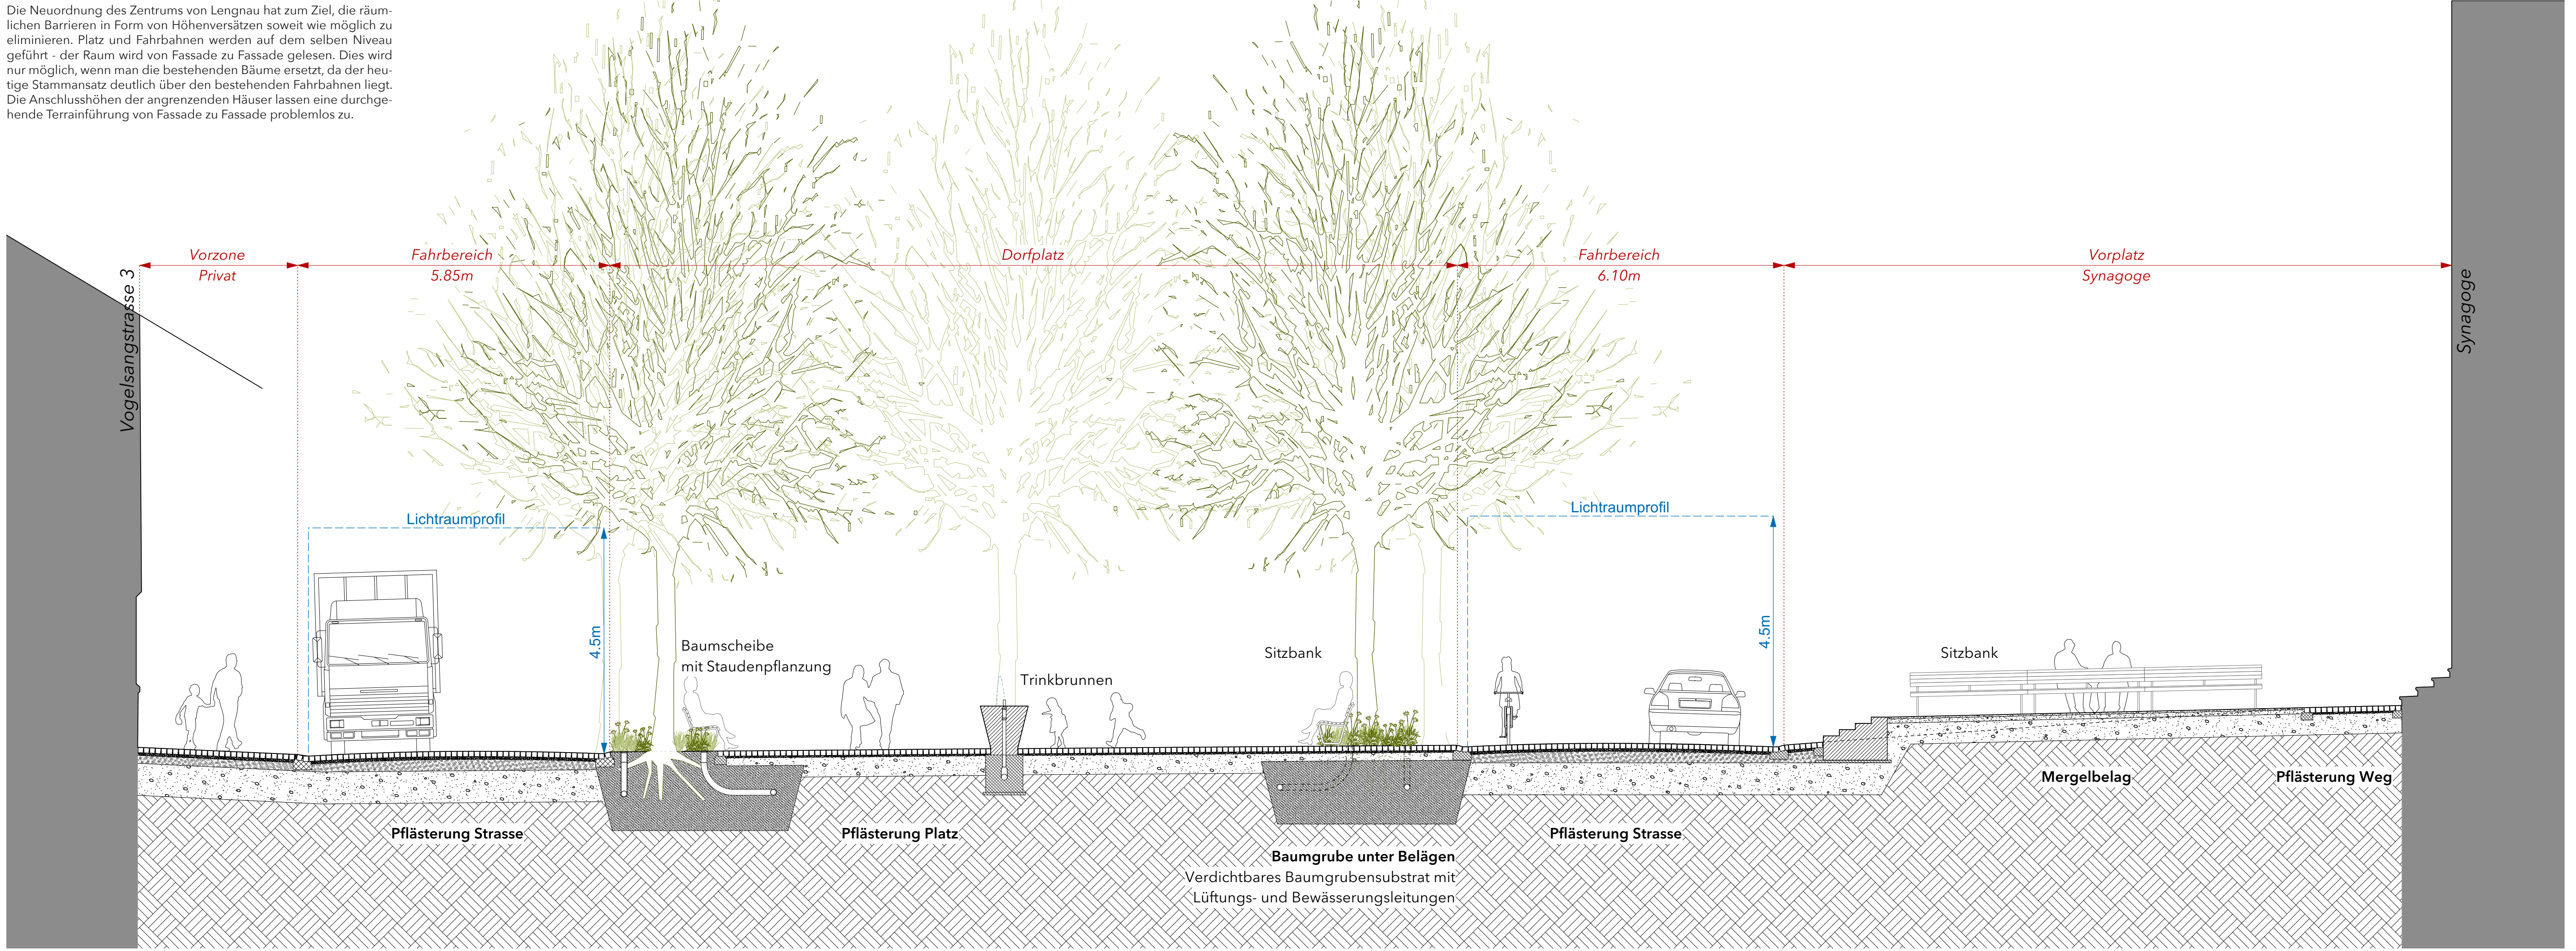 Die Neuordnung des Zentrums von Lengnau hat zum Ziel, die räum-
lichen Barrieren in Form von Höhenversätzen soweit wie möglich zu
eliminieren. Platz und Fahrbahnen werden auf dem selben Niveau
geführt - der Raum wird von Fassade zu Fassade gelesen. Dies wird
nur möglich, wenn man die bestehenden Bäume ersetzt, da der heu-
tige Stammansatz deutlich über den bestehenden Fahrbahnen liegt.
Die Anschlusshöhen der angrenzenden Häuser lassen eine durchge-
hende Terrainführung von Fassade zu Fassade problemlos zu.
Vogelsangstrasse 3
Vorzone
Privat
Fahrbereich
5.85m
Dorfplatz
Fahrbereich
6.10m
Vorplatz
Synagoge
Synagoge
Lichtraumprofil
4.5m
Lichtraumprofil
4.5m
Baumscheibe
mit Staudenpflanzung
Trinkbrunnen
Sitzbank
Sitzbank
Mergelbelag
Pflästerung Weg
Pflästerung Strasse
Pflästerung Platz
Pflästerung Strasse
Baumgrube unter Belägen
Verdichtbares Baumgrubensubstrat mit
Lüftungs- und Bewässerungsleitungen